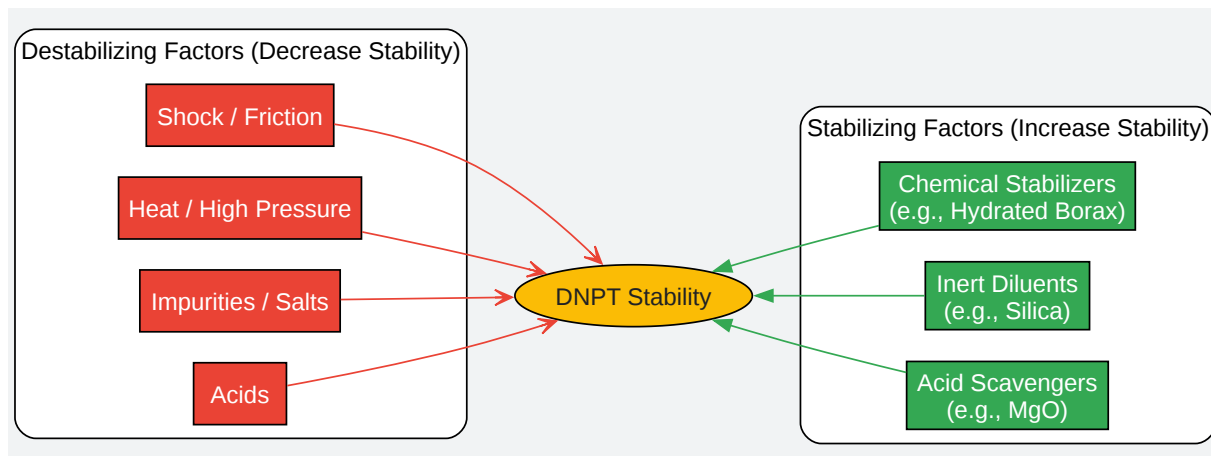 Destabilizing Factors (Decrease Stability)
Shock / Friction
Heat / High Pressure
Impurities / Salts
Acids
DNPT Stability
Stabilizing Factors (Increase Stability)
Chemical Stabilizers
(e.g., Hydrated Borax)
Inert Diluents
(e.g., Silica)
Acid Scavengers
(e.g., MgO)